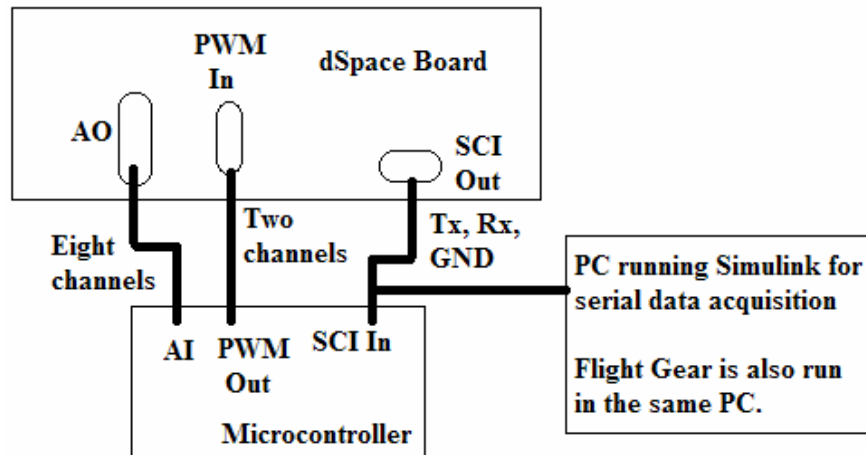 PWM
In
dSpace Board
AO
SCI
Out
Eight
channels
Two
channels
Tx, Rx,
GND
PC running Simulink for
serial data acquisition
Flight Gear is also run
in the same PC.
AI
PWM
Out
SCI In
Microcontroller